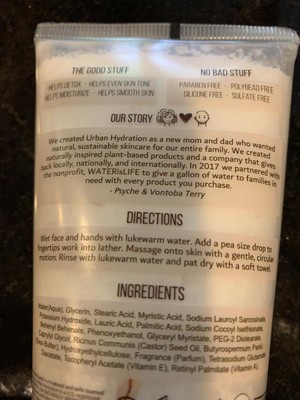 THE GOOD STUFF
NO BAD STUFF
HELPS DETOX · HELPS EVEN SKIN TONE
HELPS MOISTURIZE · HELPS SMOOTH SKIN
PARABEN FREE · POLYBEAD FREE
SILICONE FREE · SULFATE FREE
OUR STORY
We created Urban Hydration as a new mom and dad who wanted
natural, sustainable skincare for our entire family. We created
naturally inspired plant-based products and a company that gives
back locally, nationally, and internationally. In 2017 we partnered with
the nonprofit, WATERisLIFE to give a gallon of water to families in
need with every product you purchase.
- Psyche & Vontoba Terry
DIRECTIONS
Wet face and hands with lukewarm water. Add a pea size drop to
fingertips work into lather. Massage onto skin with a gentle, circular
motion. Rinse with lukewarm water and pat dry with a soft towel.
INGREDIENTS
Water(Aqua), Glycerin, Stearic Acid, Myristic Acid, Sodium Lauroyl Sarcosinate,
Potassium Hydroxide, Lauric Acid, Palmitic Acid, Sodium Cocoyl Isethionate,
Behenyl Behenate, Phenoxyethanol, Glyceryl Myristate, PEG-2 Distearate,
Caprylyl Glyol, Ricinus Communis (Castor) Seed Oil, Butyrospermum Parkii
(Shea Butter), Hydroxyethylcellulose, Fragrance (Parfum), Tetrasodium Glutamate
Diacetate, Tocopheryl Acetate (Vitamin E), Retinyl Palmitate (Vitamin A)